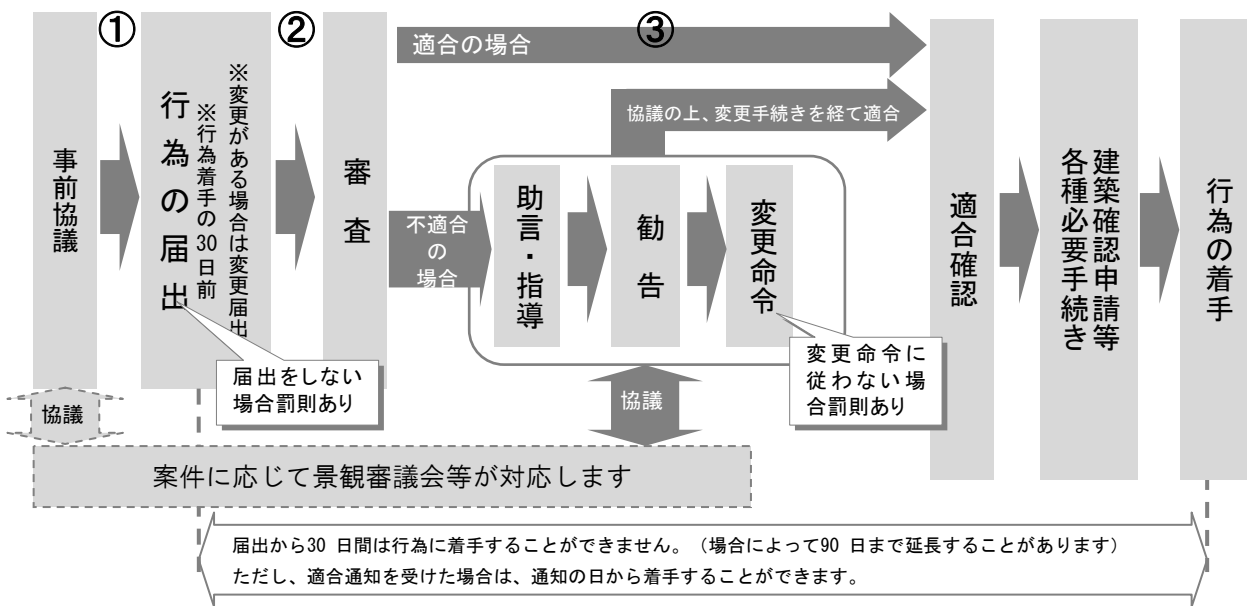 ①
②
③
事前協議
行為の届出
※行為着手の30日前
※変更がある場合は変更届出
審査
適合の場合
協議の上、変更手続きを経て適合
不適合
の
場合
助言・指導
勧告
変更命令
適合確認
建築確認申請等
各種必要手続き
行為の着手
届出をしない
場合罰則あり
変更命令に
従わない場
合罰則あり
協議
協議
案件に応じて景観審議会等が対応します
届出から30 日間は行為に着手することができません。（場合によって90 日まで延長することがあります）
ただし、適合通知を受けた場合は、通知の日から着手することができます。